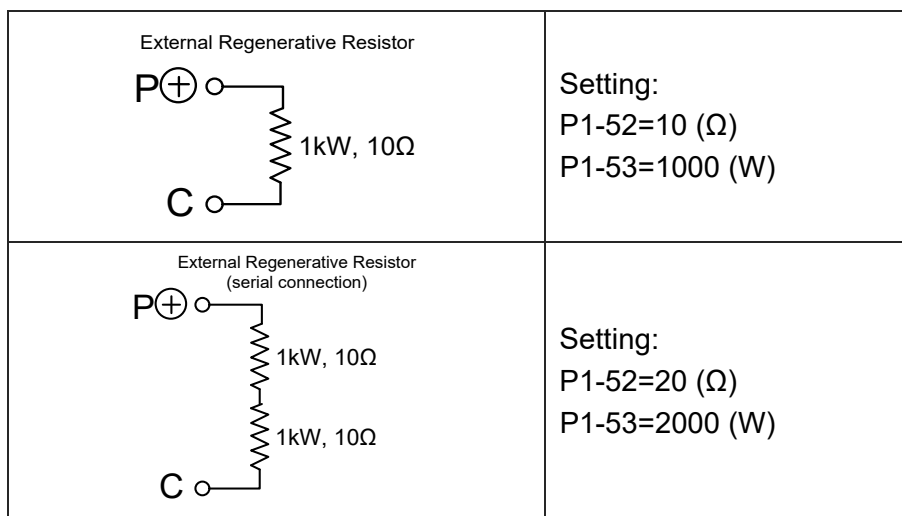 External Regenerative Resistor
P⊕
1kW, 10Ω
C
Setting:
P1-52=10 (Ω)
P1-53=1000 (W)
External Regenerative Resistor
(serial connection)
P⊕
1kW, 10Ω
1kW, 10Ω
C
Setting:
P1-52=20 (Ω)
P1-53=2000 (W)